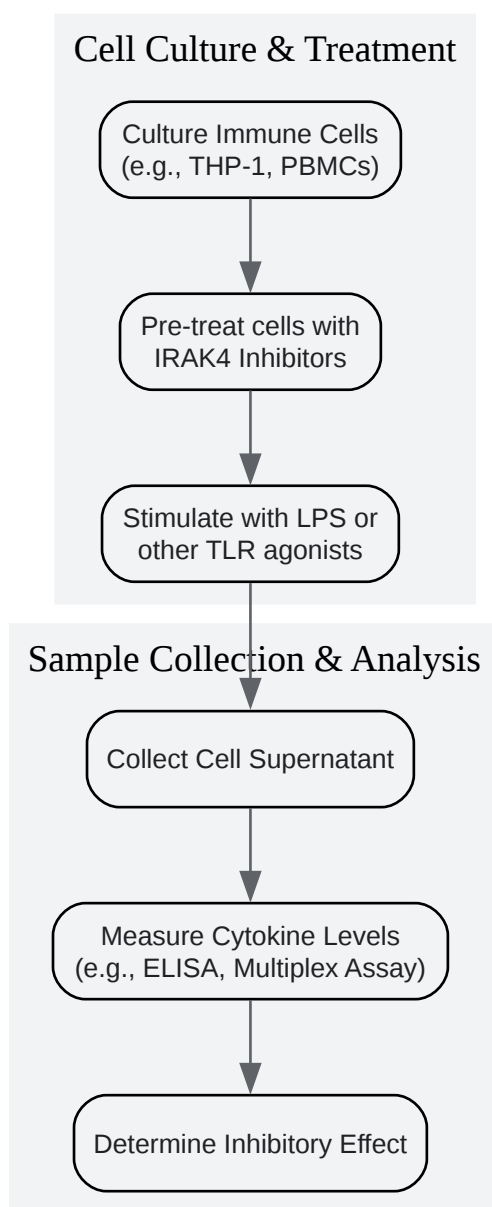 Cell Culture & Treatment
Culture Immune Cells
(e.g., THP-1, PBMCs)
Pre-treat cells with
IRAK4 Inhibitors
Stimulate with LPS or
other TLR agonists
Sample Collection & Analysis
Collect Cell Supernatant
Measure Cytokine Levels
(e.g., ELISA, Multiplex Assay)
Determine Inhibitory Effect